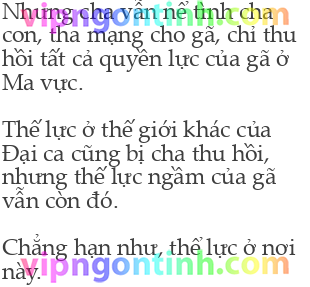 Nhưng cha vẫn nể tình cha
con, tha mạng cho gã, chỉ thu
hồi tất cả quyền lực của gã ở
Ma vực.
Thế lực ở thế giới khác của
Đại ca cũng bị cha thu hồi,
nhưng thế lực ngầm của gã
vẫn còn đó.
Chẳng hạn như, thể lực ở nơi
này.
vipngontinh.com
vipngontinh.com